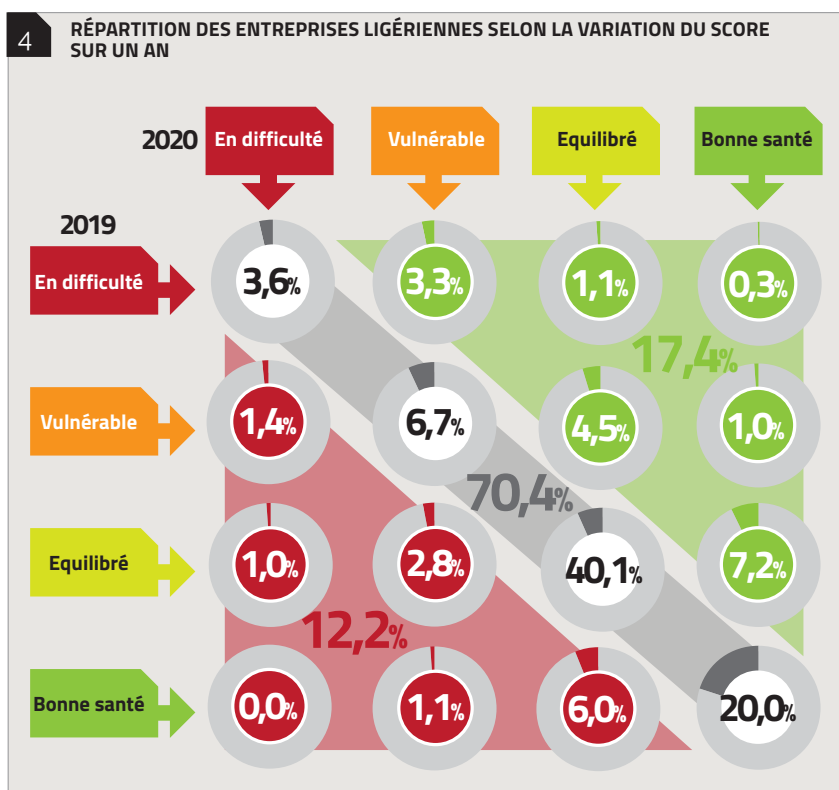 4
RÉPARTITION DES ENTREPRISES LIGÉRIENNES SELON LA VARIATION DU SCORE
SUR UN AN
2020 En difficulté Vulnérable Equilibré Bonne santé
2019
En difficulté 3,6% 3,3% 1,1% 0,3%
17,4%
Vulnérable 1,4% 6,7% 4,5% 1,0%
70,4%
Equilibré 1,0% 2,8% 40,1% 7,2%
12,2%
Bonne santé 0,0% 1,1% 6,0% 20,0%